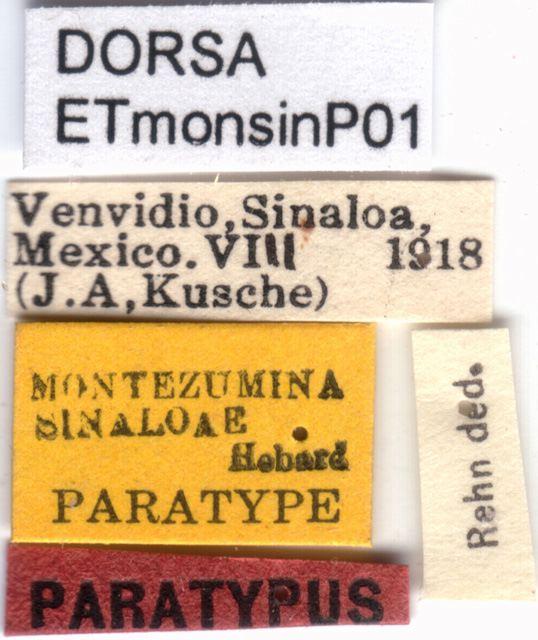 DORSA
ETmonsinP01
Venvidio, Sinaloa,
Mexico. VIII 1918
(J.A, Kusche)
MONTEZUMINA
SINALOAE
Hebard
PARATYPE
Rehn ded.
PARATYPUS